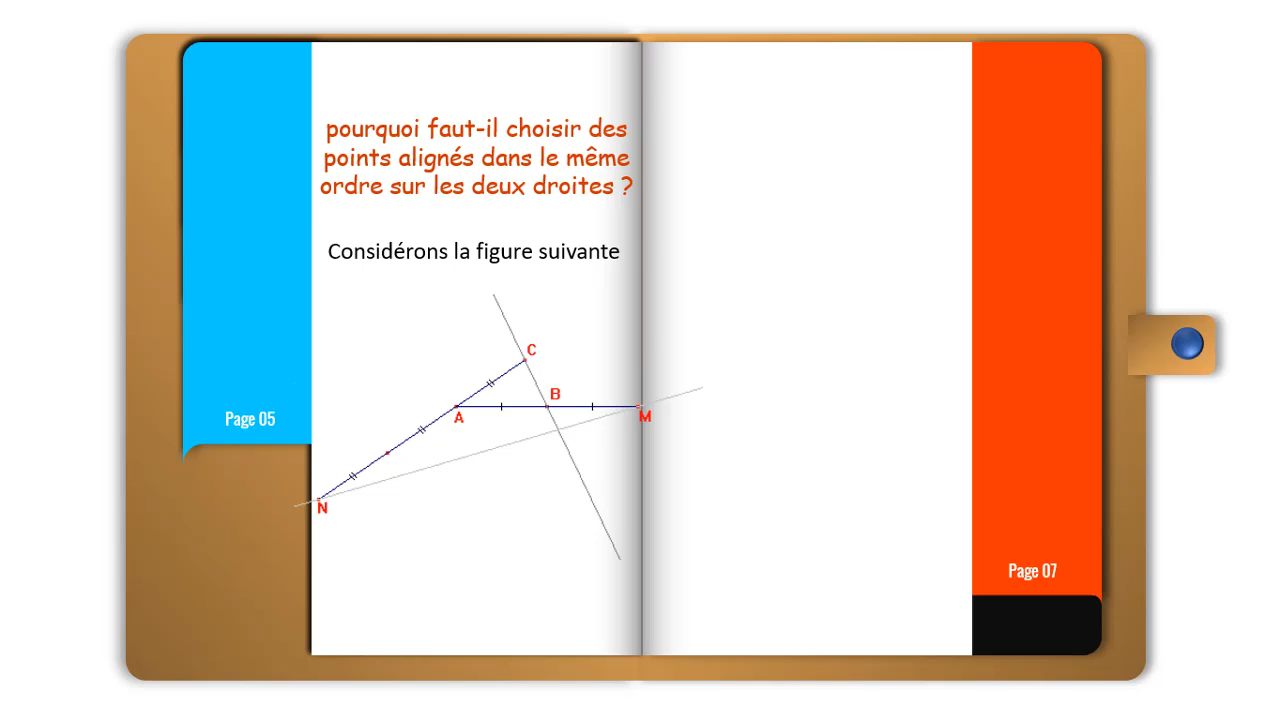 pourquoi faut-il choisir des
points alignés dans le même
ordre sur les deux droites ?
Considérons la figure suivante
C
B
A
M
N
Page 05
Page 07